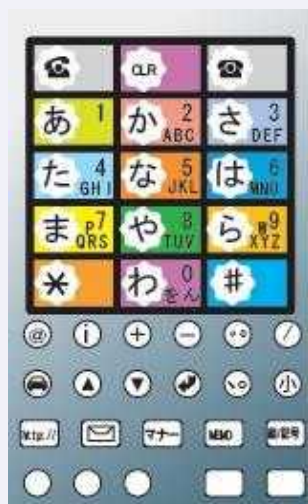 CLR
あ 1 か 2 ABC さ 3 DEF
た 4 GHI な 5 JKL は 6 MNO
ま 7 PQRS や 8 TUV ら 9 WXYZ
* わ 0 をん #
@ i + - ゛゜ /
、。 小
http:// マナー MEMO